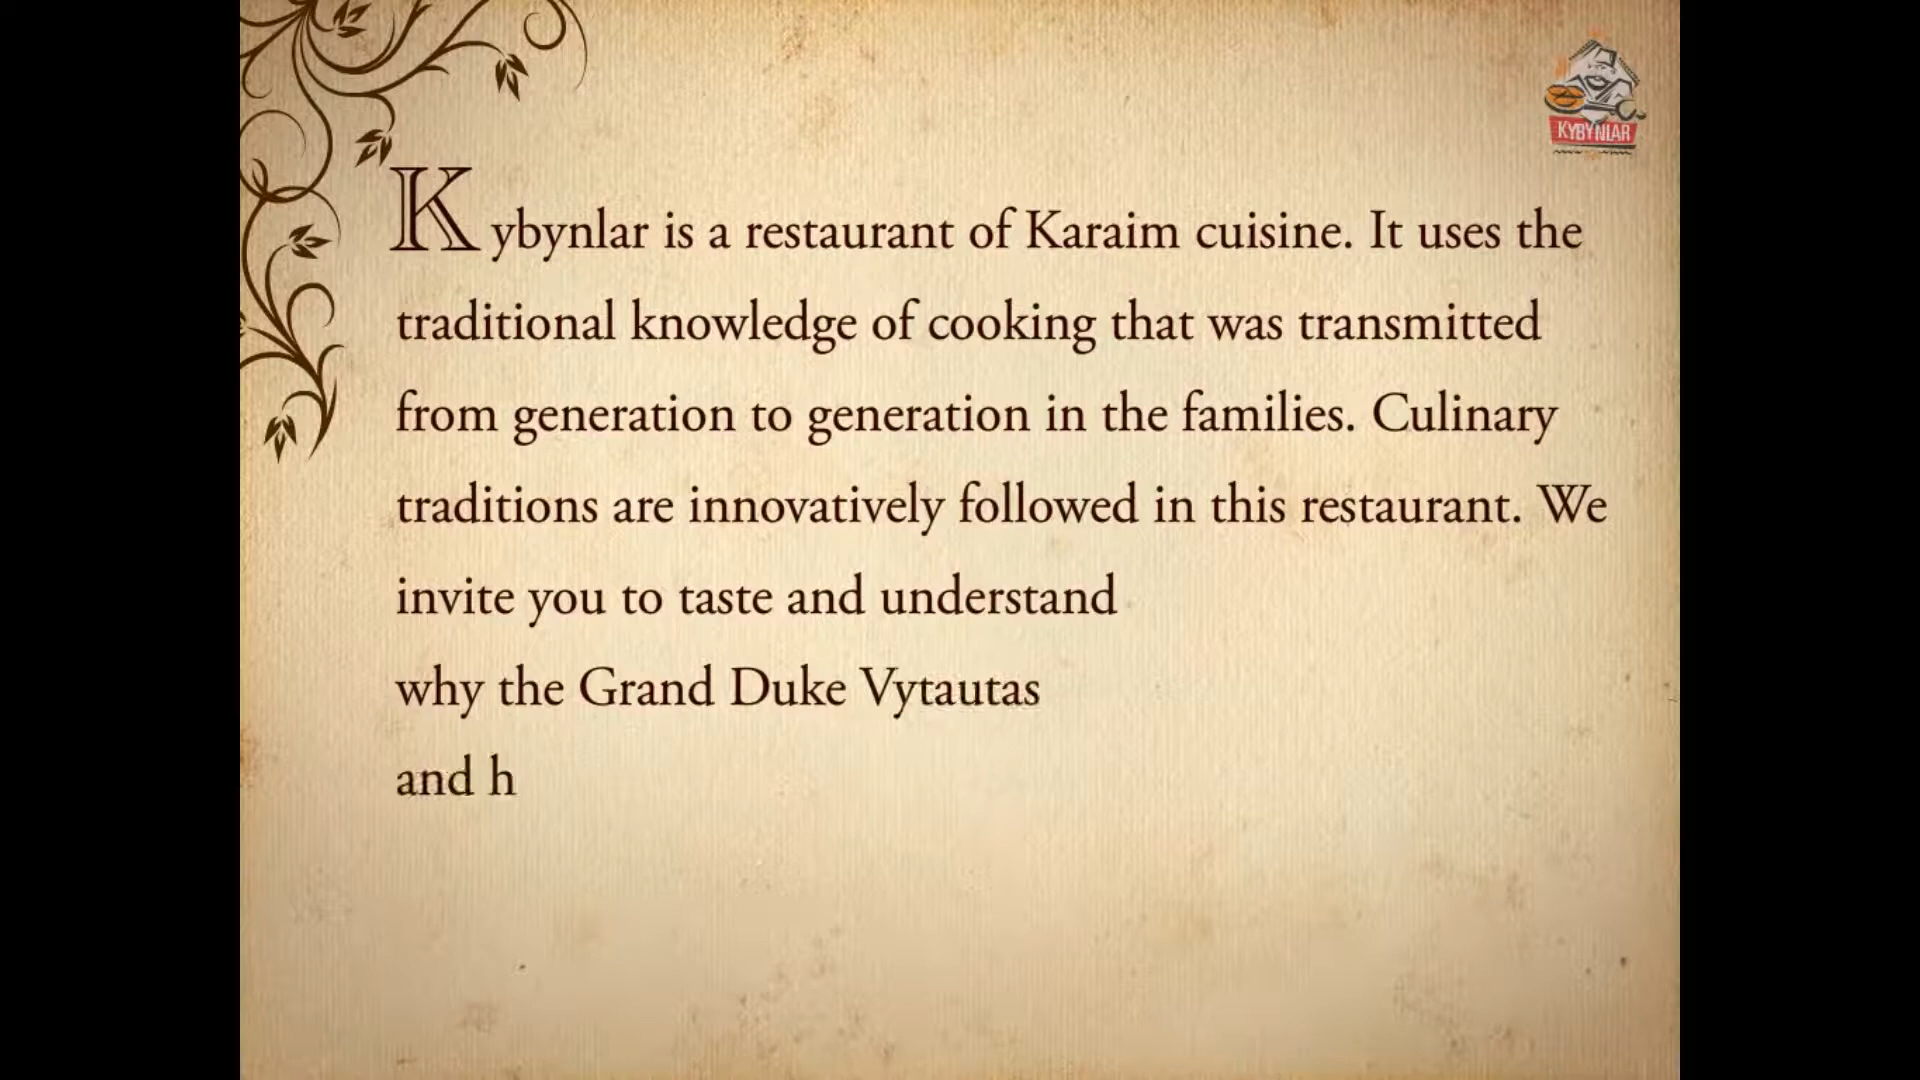 KYBYNLAR
Kybynlar is a restaurant of Karaim cuisine. It uses the
traditional knowledge of cooking that was transmitted
from generation to generation in the families. Culinary
traditions are innovatively followed in this restaurant. We
invite you to taste and understand
why the Grand Duke Vytautas
and h